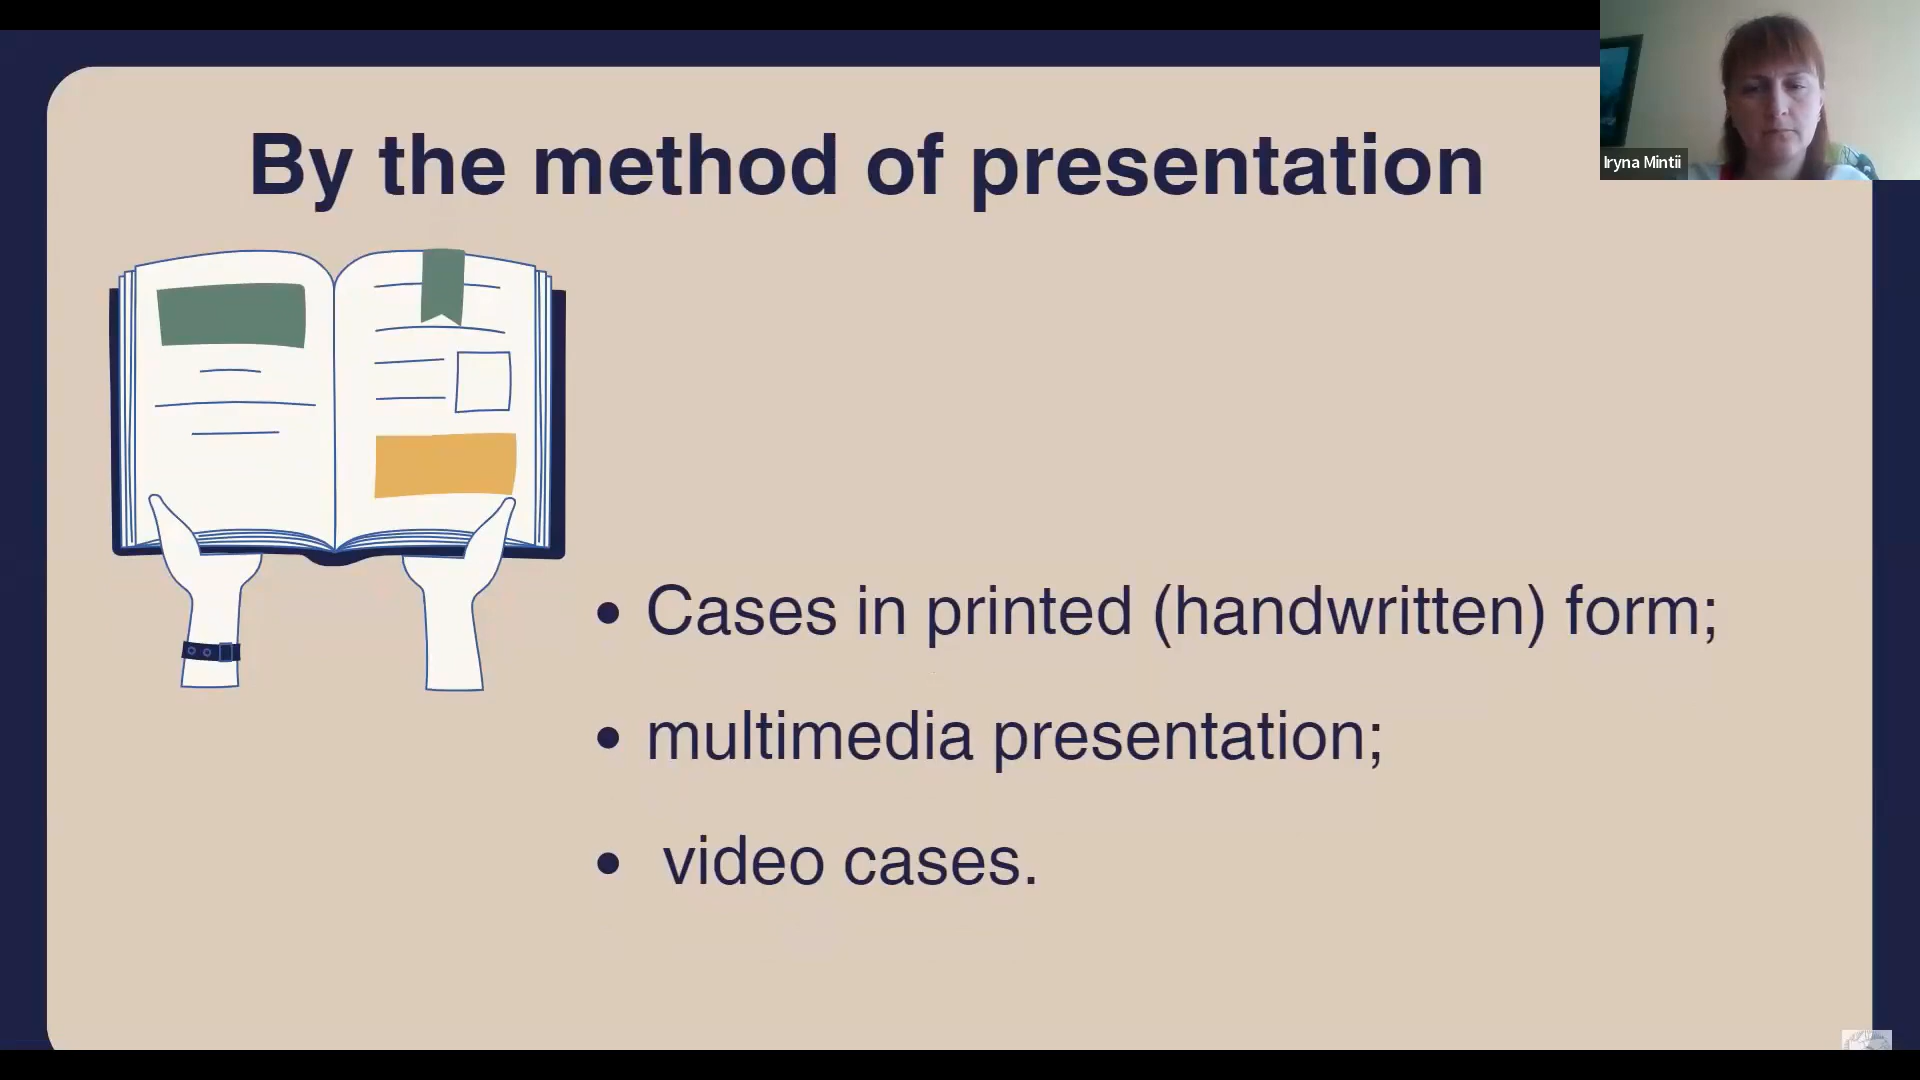 By the method of presentation
Iryna Mintii
• Cases in printed (handwritten) form;
• multimedia presentation;
• video cases.